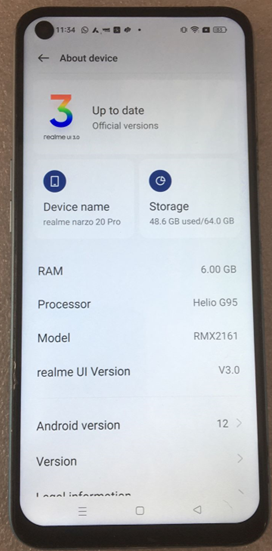 11:34
← About device
3
realme UI 3.0
Up to date
Official versions
Device name
realme narzo 20 Pro
Storage
48.6 GB used/64.0 GB
RAM 6.00 GB
Processor Helio G95
Model RMX2161
realme UI Version V3.0
Android version 12 >
Version >
Legal information